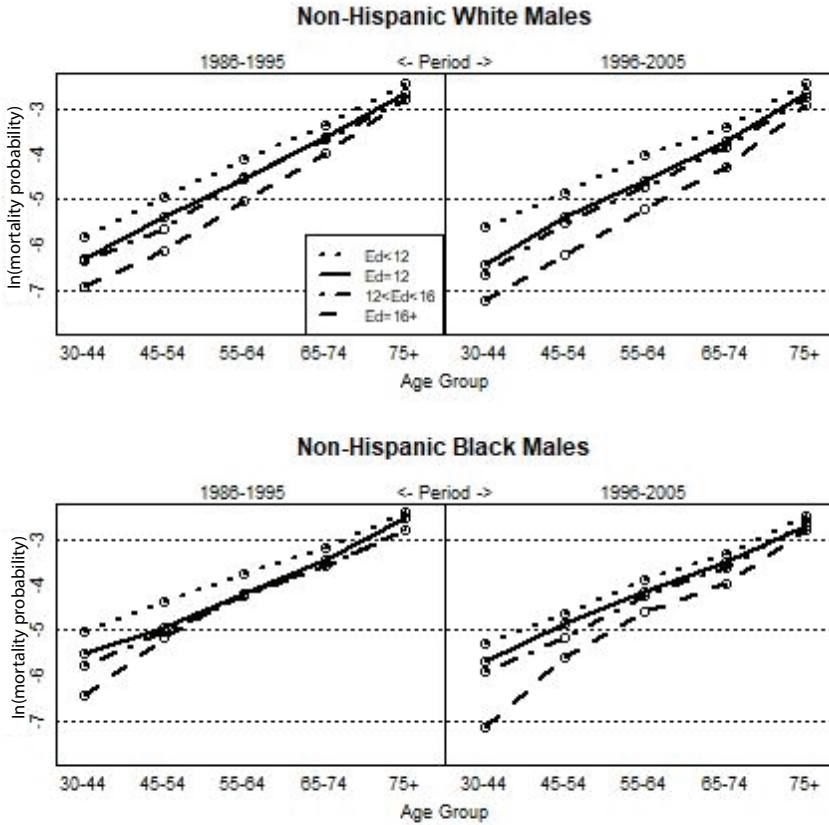 Non-Hispanic White Males
1986-1995 <- Period -> 1996-2005
ln(mortality probability)
-3
-4
-5
-6
-7
Ed<12
Ed=12
12<Ed<16
Ed=16+
30-44 45-54 55-64 65-74 75+ 30-44 45-54 55-64 65-74 75+
Age Group
Non-Hispanic Black Males
1986-1995 <- Period -> 1996-2005
ln(mortality probability)
-3
-4
-5
-6
-7
30-44 45-54 55-64 65-74 75+ 30-44 45-54 55-64 65-74 75+
Age Group